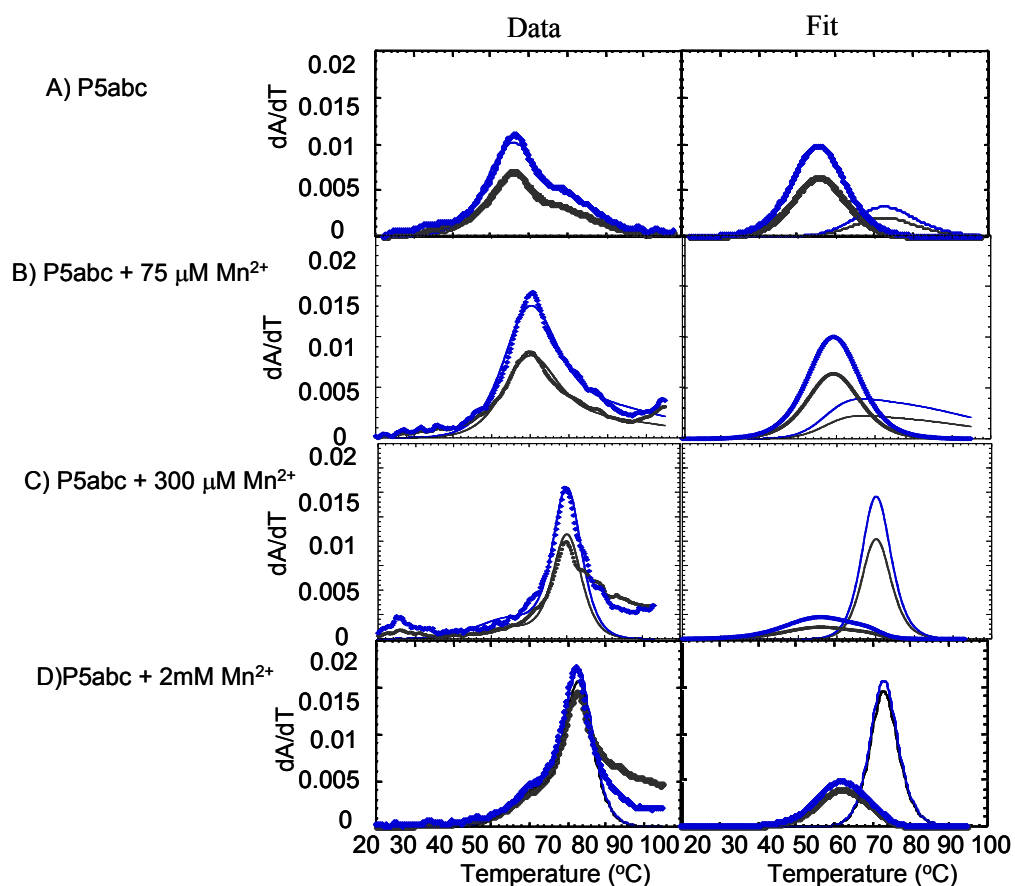 Data Fit
A) P5abc
0.02
0.015
0.01
0.005
0
dA/dT
B) P5abc + 75 μM Mn²⁺
0.02
0.015
0.01
0.005
0
dA/dT
C) P5abc + 300 μM Mn²⁺
0.02
0.015
0.01
0.005
0
dA/dT
D)P5abc + 2mM Mn²⁺
0.02
0.015
0.01
0.005
0
dA/dT
20 30 40 50 60 70 80 90 100 20 30 40 50 60 70 80 90 100
Temperature (ºC) Temperature (ºC)